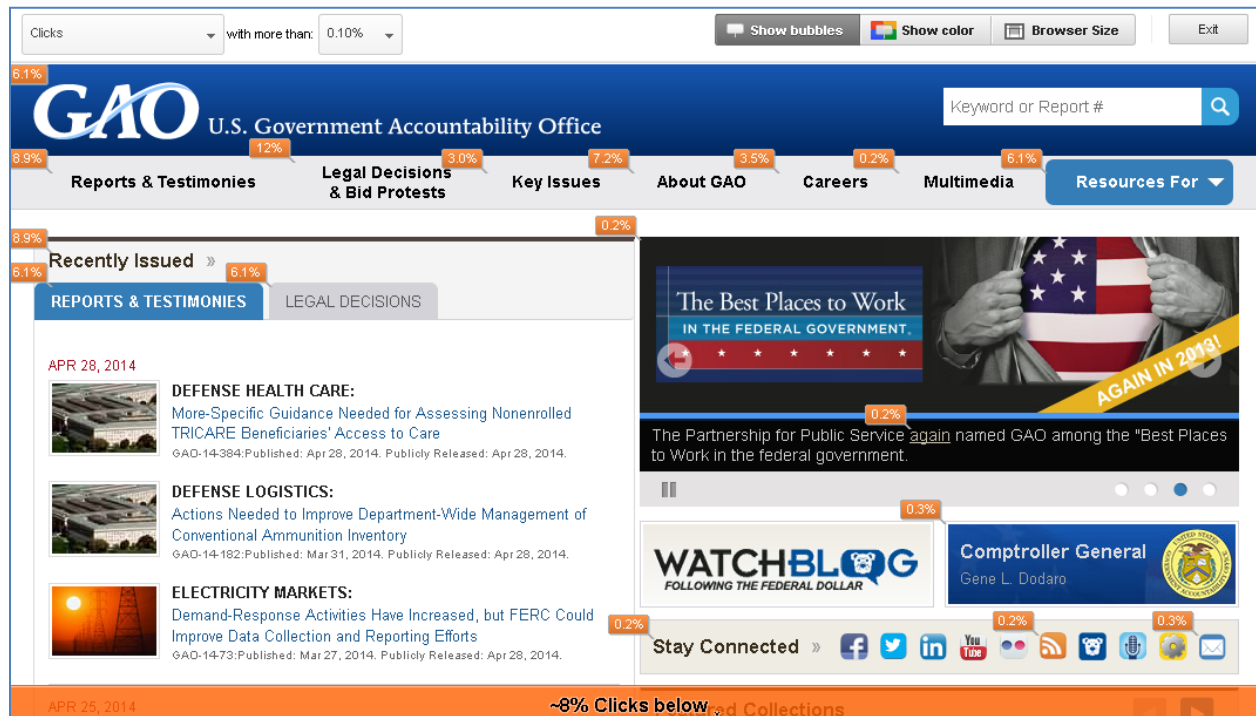 Clicks with more than: 0.10% Show bubbles Show color Browser Size Exit
6.1%
GAO U.S. Government Accountability Office
Keyword or Report #
8.9% 12% 3.0% 7.2% 3.5% 0.2% 6.1%
Reports & Testimonies
Legal Decisions
& Bid Protests
Key Issues
About GAO
Careers
Multimedia
Resources For
8.9%
Recently Issued »
6.1% 6.1%
REPORTS & TESTIMONIES LEGAL DECISIONS
APR 28, 2014
DEFENSE HEALTH CARE:
More-Specific Guidance Needed for Assessing Nonenrolled
TRICARE Beneficiaries' Access to Care
GAO-14-384:Published: Apr 28, 2014. Publicly Released: Apr 28, 2014.
DEFENSE LOGISTICS:
Actions Needed to Improve Department-Wide Management of
Conventional Ammunition Inventory
GAO-14-182:Published: Mar 31, 2014. Publicly Released: Apr 28, 2014.
ELECTRICITY MARKETS:
Demand-Response Activities Have Increased, but FERC Could
Improve Data Collection and Reporting Efforts
GAO-14-73:Published: Mar 27, 2014. Publicly Released: Apr 28, 2014.
APR 25, 2014
0.2%
The Best Places to Work
IN THE FEDERAL GOVERNMENT.
AGAIN IN 2013!
0.2%
The Partnership for Public Service again named GAO among the "Best Places
to Work in the federal government.
0.3%
WATCHBLOG
FOLLOWING THE FEDERAL DOLLAR
Comptroller General
Gene L. Dodaro
0.2% 0.2% 0.3%
Stay Connected »
You
Tube
~8% Clicks below
Featured Collections